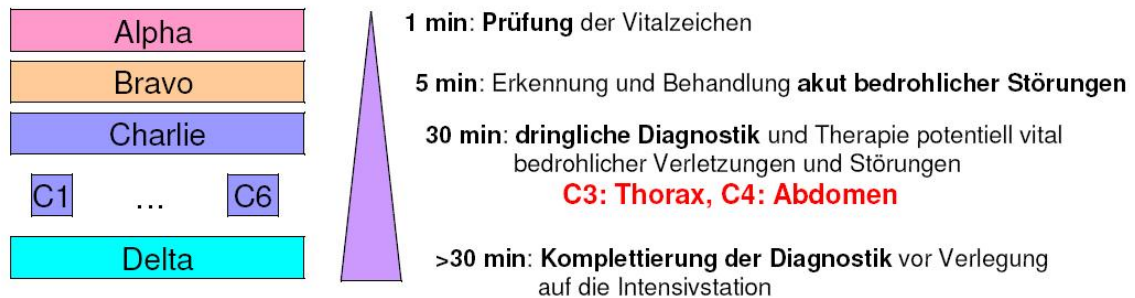 Alpha
1 min: Prüfung der Vitalzeichen
Bravo
5 min: Erkennung und Behandlung akut bedrohlicher Störungen
Charlie
30 min: dringliche Diagnostik und Therapie potentiell vital
bedrohlicher Verletzungen und Störungen
C1 ... C6
C3: Thorax, C4: Abdomen
Delta
>30 min: Komplettierung der Diagnostik vor Verlegung
auf die Intensivstation